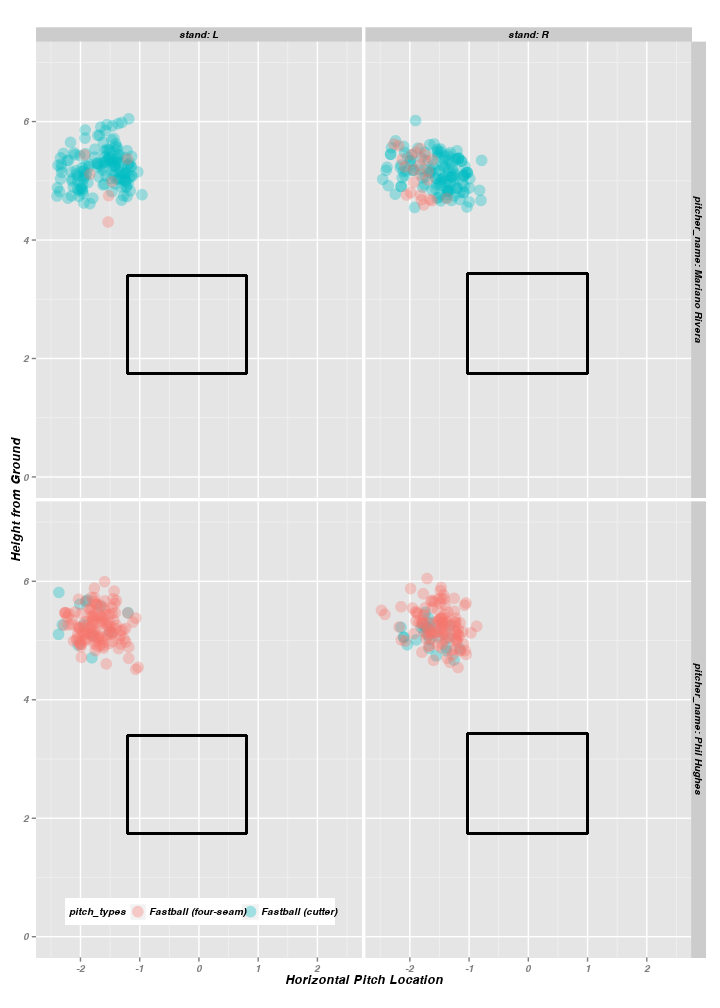 stand: L
stand: R
6
4
2
0
pitcher_name: Mariano Rivera
Height from Ground
6
4
2
0
pitcher_name: Phil Hughes
pitch_types Fastball (four-seam) Fastball (cutter)
-2 -1 0 1 2
-2 -1 0 1 2
Horizontal Pitch Location